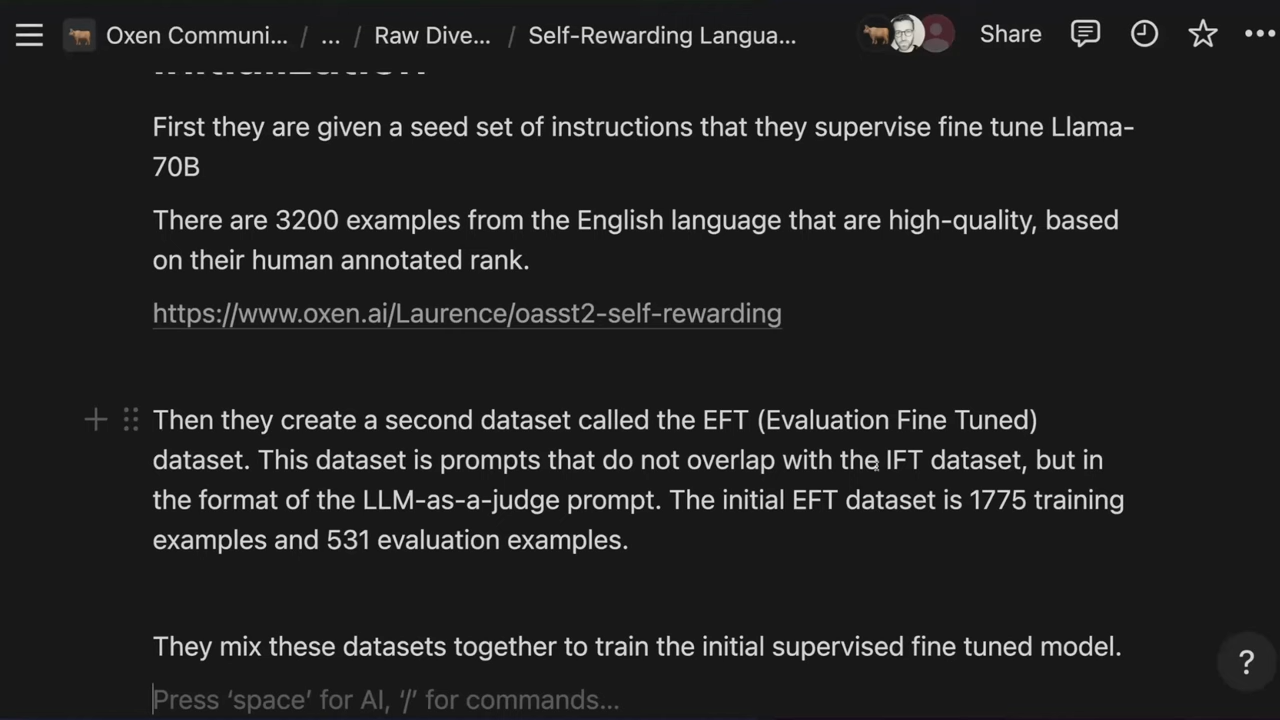 Oxen Communi... / ... / Raw Dive... / Self-Rewarding Langua... Share
Initialization
First they are given a seed set of instructions that they supervise fine tune Llama-
70B
There are 3200 examples from the English language that are high-quality, based
on their human annotated rank.
https://www.oxen.ai/Laurence/oasst2-self-rewarding
Then they create a second dataset called the EFT (Evaluation Fine Tuned)
dataset. This dataset is prompts that do not overlap with the IFT dataset, but in
the format of the LLM-as-a-judge prompt. The initial EFT dataset is 1775 training
examples and 531 evaluation examples.
They mix these datasets together to train the initial supervised fine tuned model.
Press ‘space’ for AI, ‘/’ for commands...
?